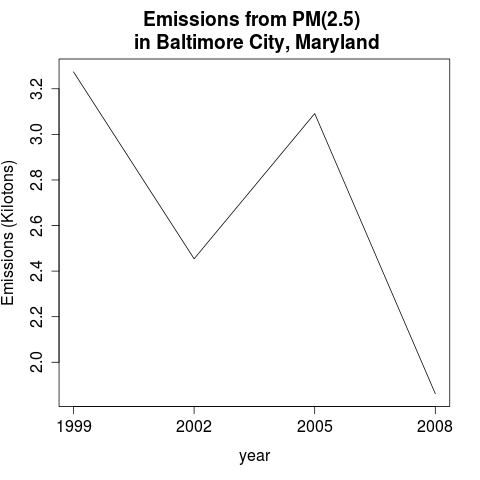 Emissions from PM(2.5)
in Baltimore City, Maryland
Emissions (Kilotons)
3.2
3.0
2.8
2.6
2.4
2.2
2.0
1999 2002 2005 2008
year